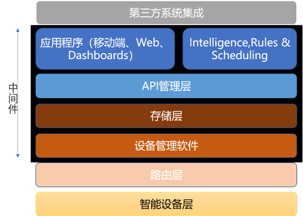 第三方系统集成
中间件
应用程序（移动端、Web、
Dashboards）
Intelligence,Rules &
Scheduling
API管理层
存储层
设备管理软件
路由层
智能设备层